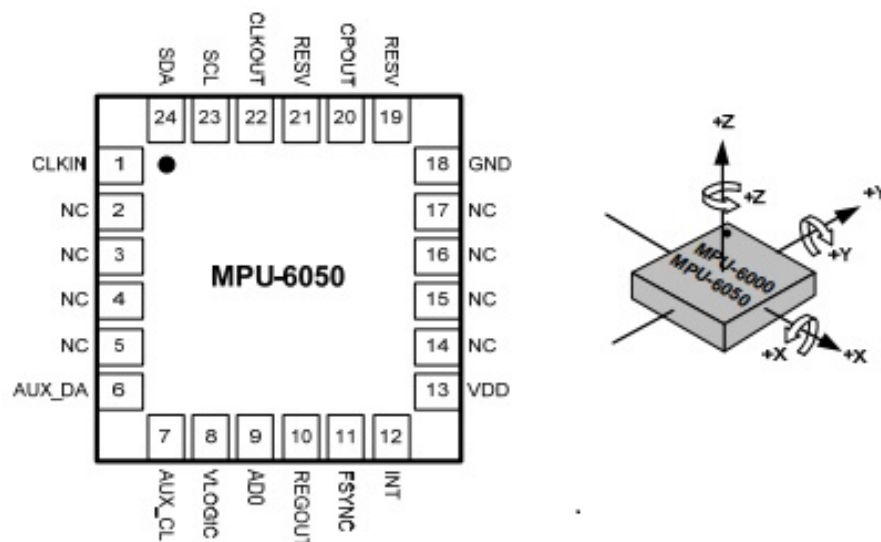 SDA
SCL
CLKOUT
RESV
CPOUT
RESV
24 23 22 21 20 19
CLKIN 1 18 GND
NC 2 17 NC
NC 3 16 NC
MPU-6050
NC 4 15 NC
NC 5 14 NC
AUX_DA 6 13 VDD
7 8 9 10 11 12
AUX_CL
VLOGIC
AD0
REGOUT
FSYNC
INT
+Z
+Z
+Y
+Y
MPU-6000
MPU-6050
+X
+X